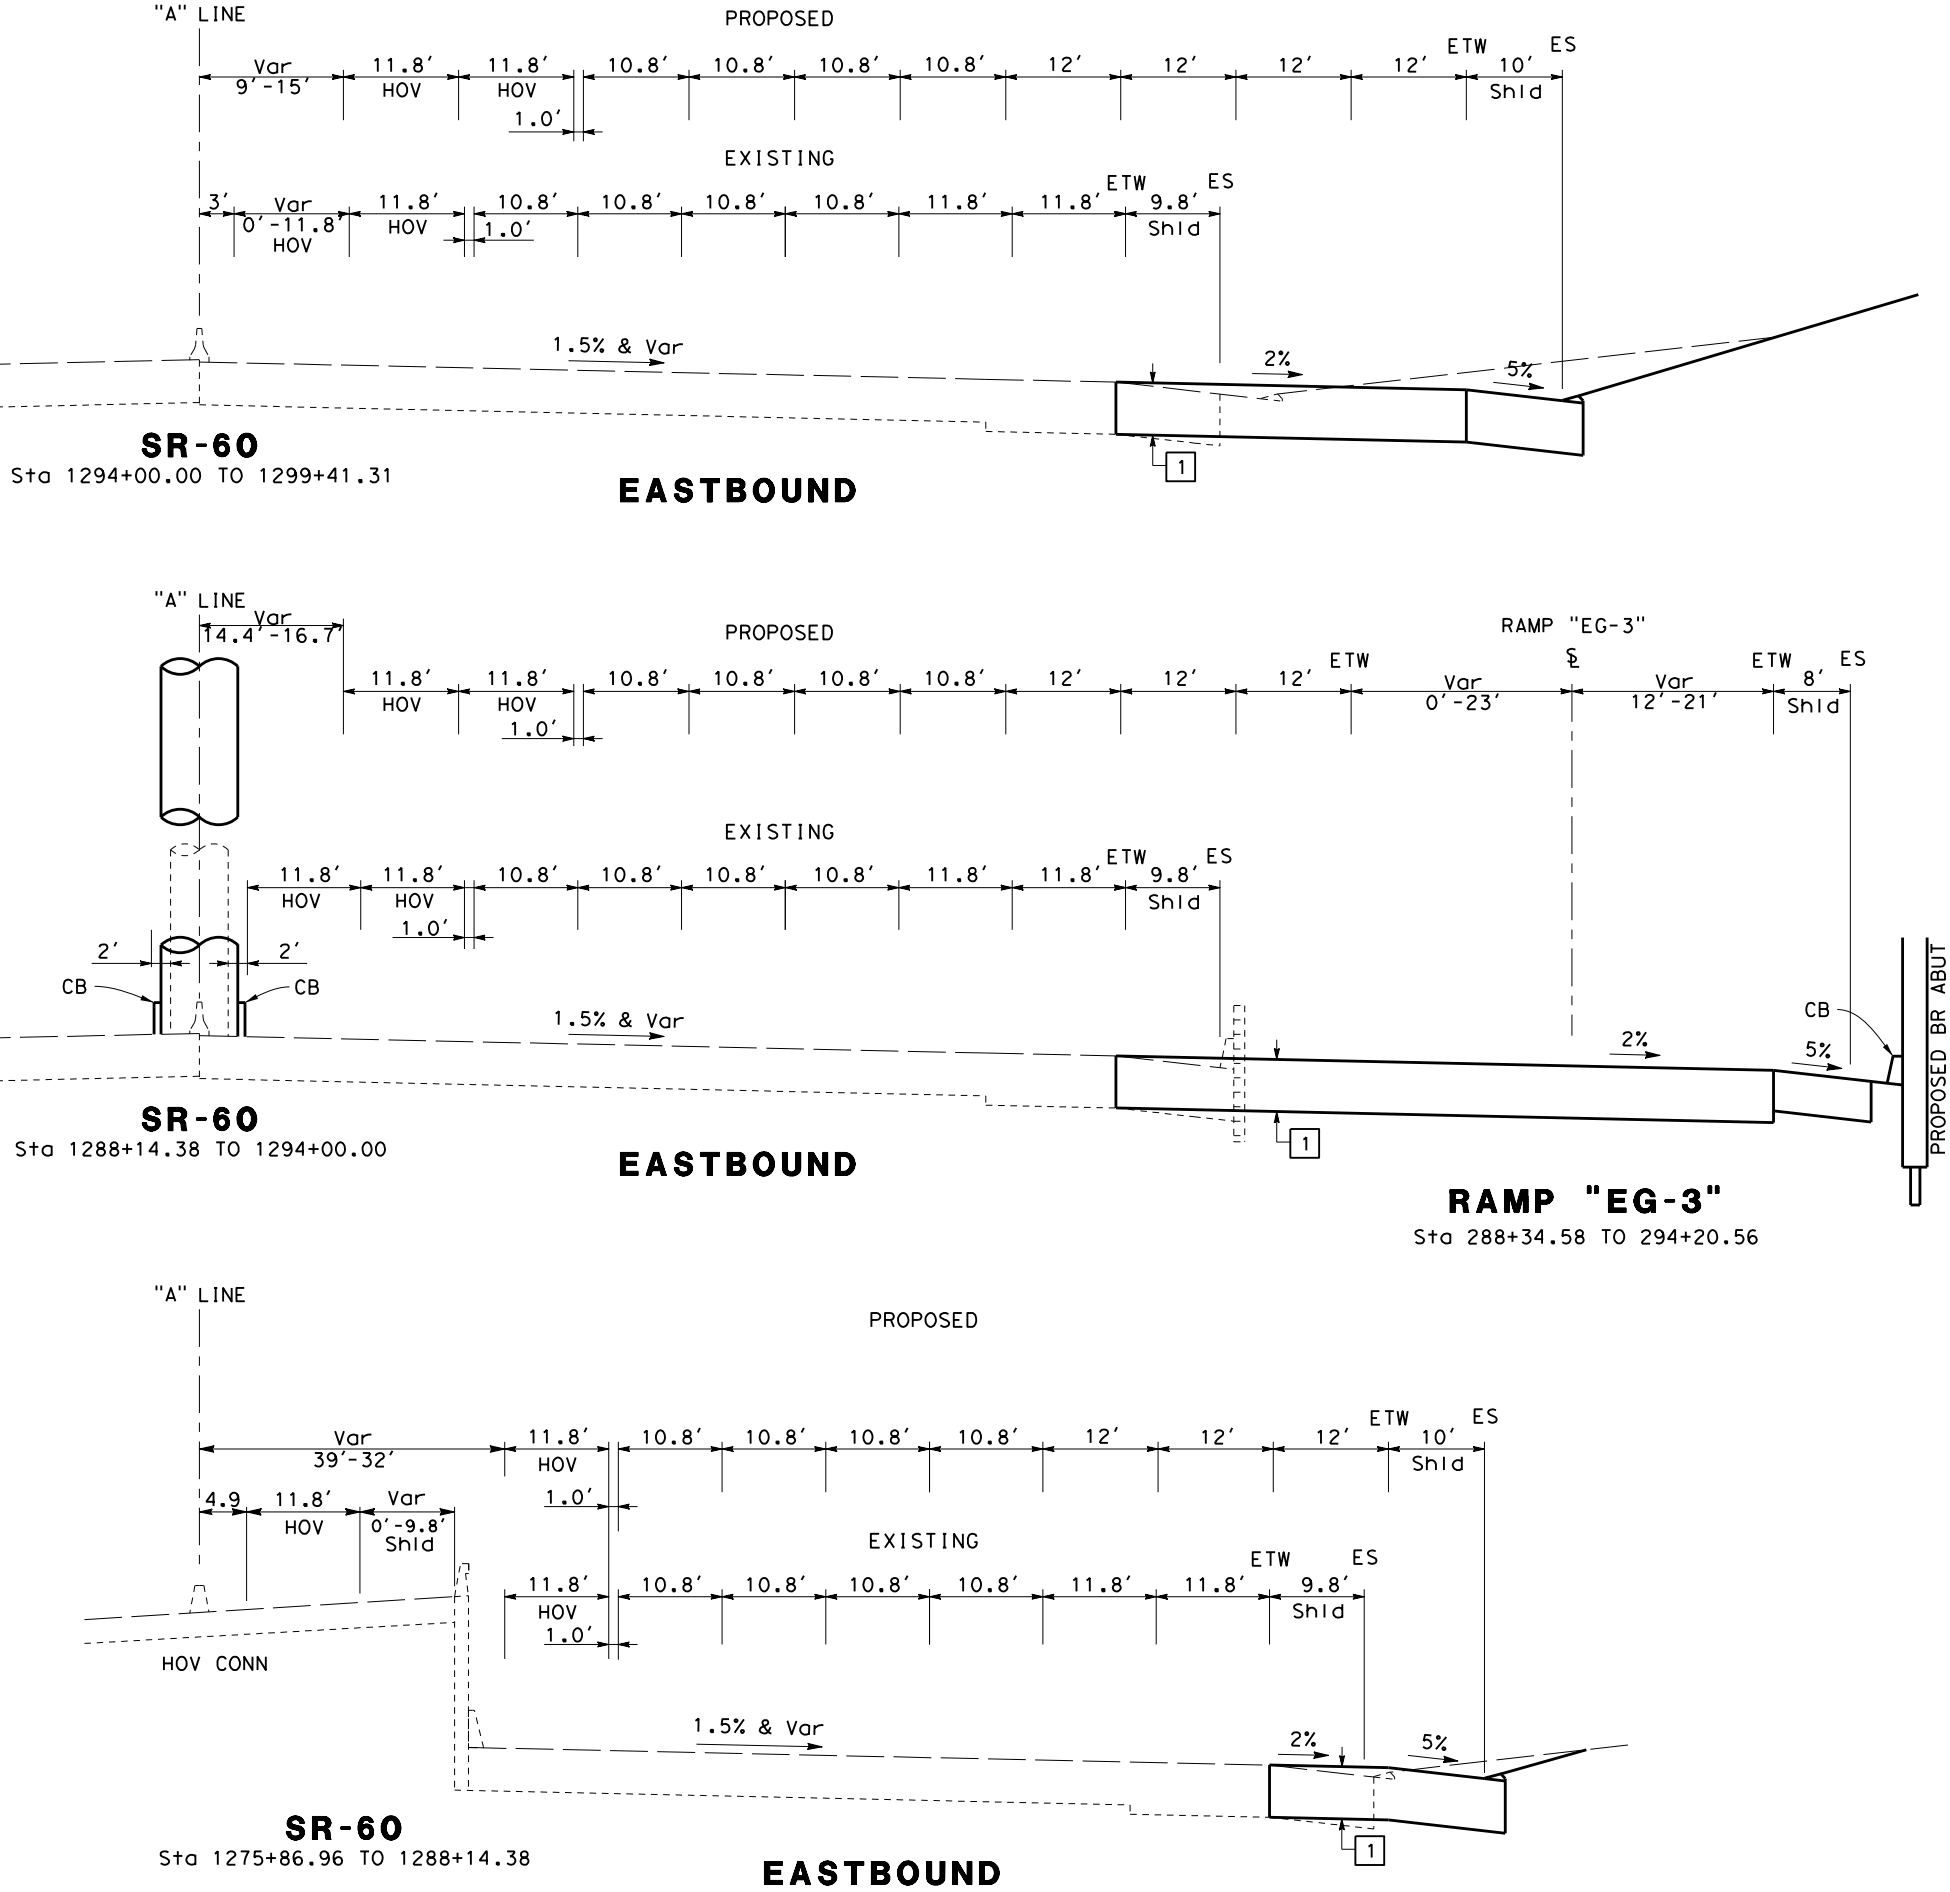 "A" LINE
PROPOSED
ETW ES
Var 11.8' 11.8' 10.8' 10.8' 10.8' 10.8' 12' 12' 12' 12' 10'
9'-15' HOV HOV Shld
1.0'
EXISTING
ETW ES
3' Var 11.8' 10.8' 10.8' 10.8' 10.8' 11.8' 11.8' 9.8'
0'-11.8' HOV 1.0' Shld
HOV
1.5% & Var 2% 5%
SR-60
Sta 1294+00.00 TO 1299+41.31
1
EASTBOUND
"A" LINE
Var
14.4'-16.7'
PROPOSED
RAMP "EG-3"
ETW ETW ES
11.8' 11.8' 10.8' 10.8' 10.8' 10.8' 12' 12' 12' Var Var 8'
HOV HOV 0'-23' 12'-21' Shld
1.0'
EXISTING
ETW ES
11.8' 11.8' 10.8' 10.8' 10.8' 10.8' 11.8' 11.8' 9.8'
HOV HOV Shld
1.0'
2' 2'
CB CB
CB
PROPOSED BR ABUT
1.5% & Var 2% 5%
SR-60
Sta 1288+14.38 TO 1294+00.00
1
EASTBOUND
RAMP "EG-3"
Sta 288+34.58 TO 294+20.56
"A" LINE
PROPOSED
ETW ES
Var 11.8' 10.8' 10.8' 10.8' 10.8' 12' 12' 12' 10'
39'-32' HOV Shld
4.9 11.8' Var 1.0'
HOV 0'-9.8'
Shld
EXISTING
ETW ES
11.8' 10.8' 10.8' 10.8' 10.8' 11.8' 11.8' 9.8'
HOV Shld
1.0'
HOV CONN
1.5% & Var 2% 5%
SR-60
Sta 1275+86.96 TO 1288+14.38
1
EASTBOUND